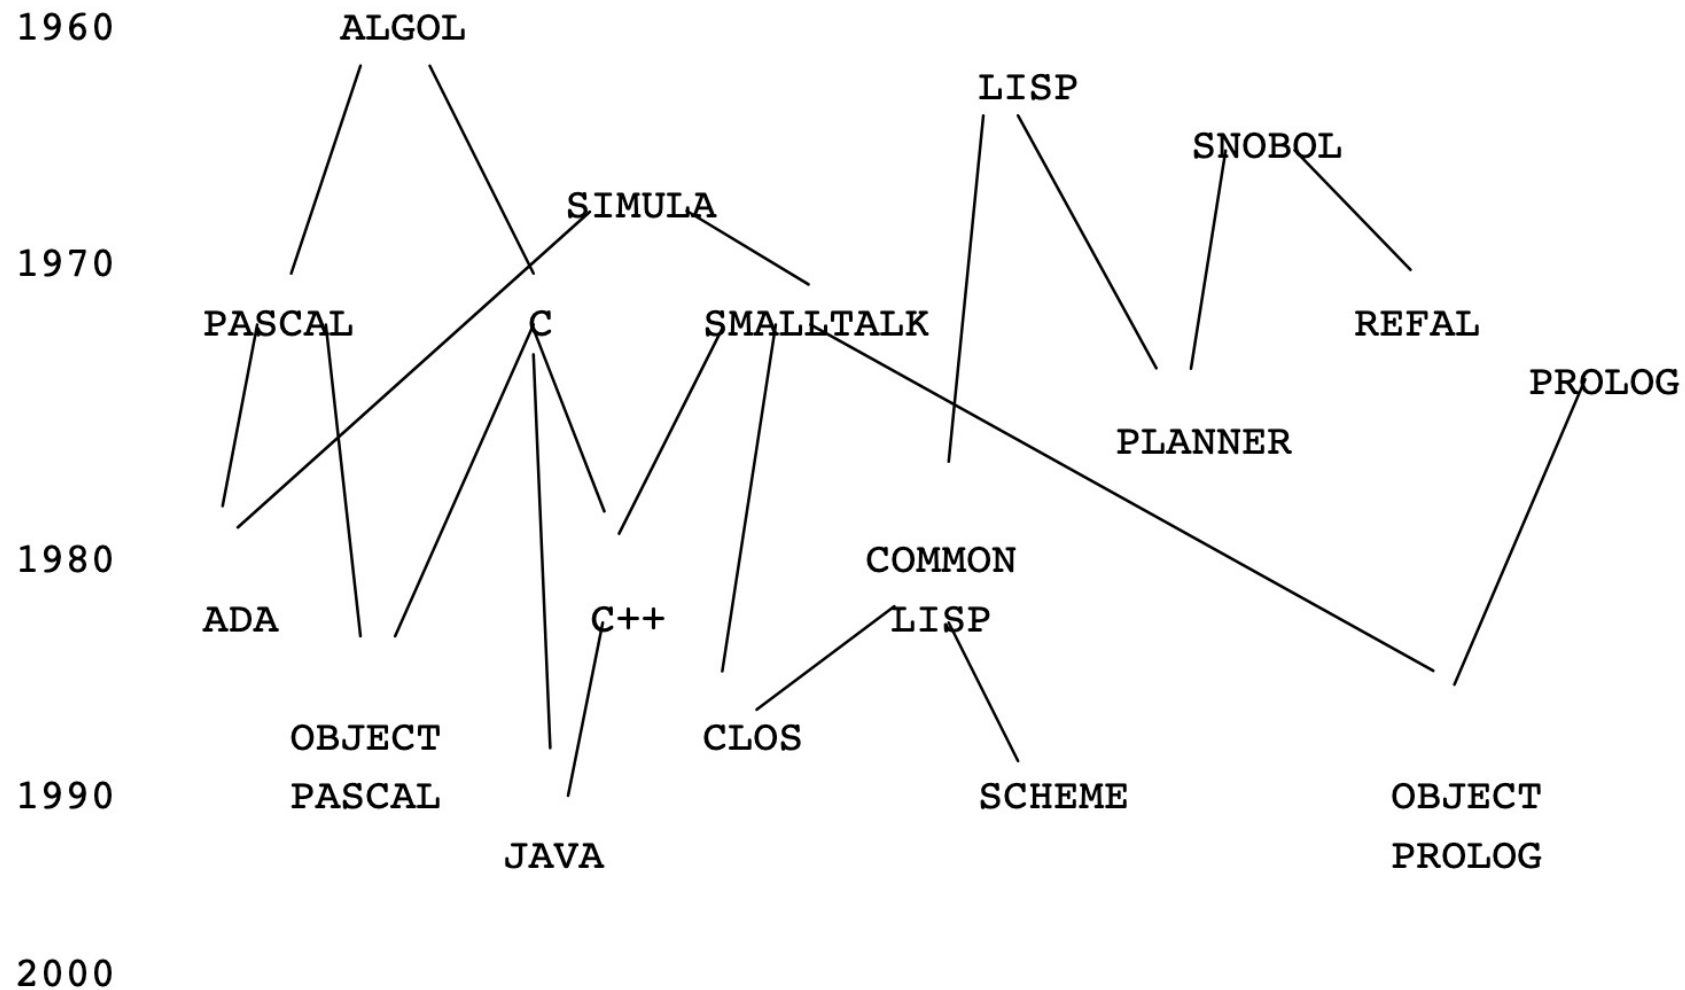 1960 ALGOL
LISP
SNOBOL
SIMULA
1970
PASCAL C SMALLTALK REFAL
PROLOG
PLANNER
1980 COMMON
ADA C++ LISP
OBJECT CLOS
1990 PASCAL SCHEME OBJECT
JAVA PROLOG
2000